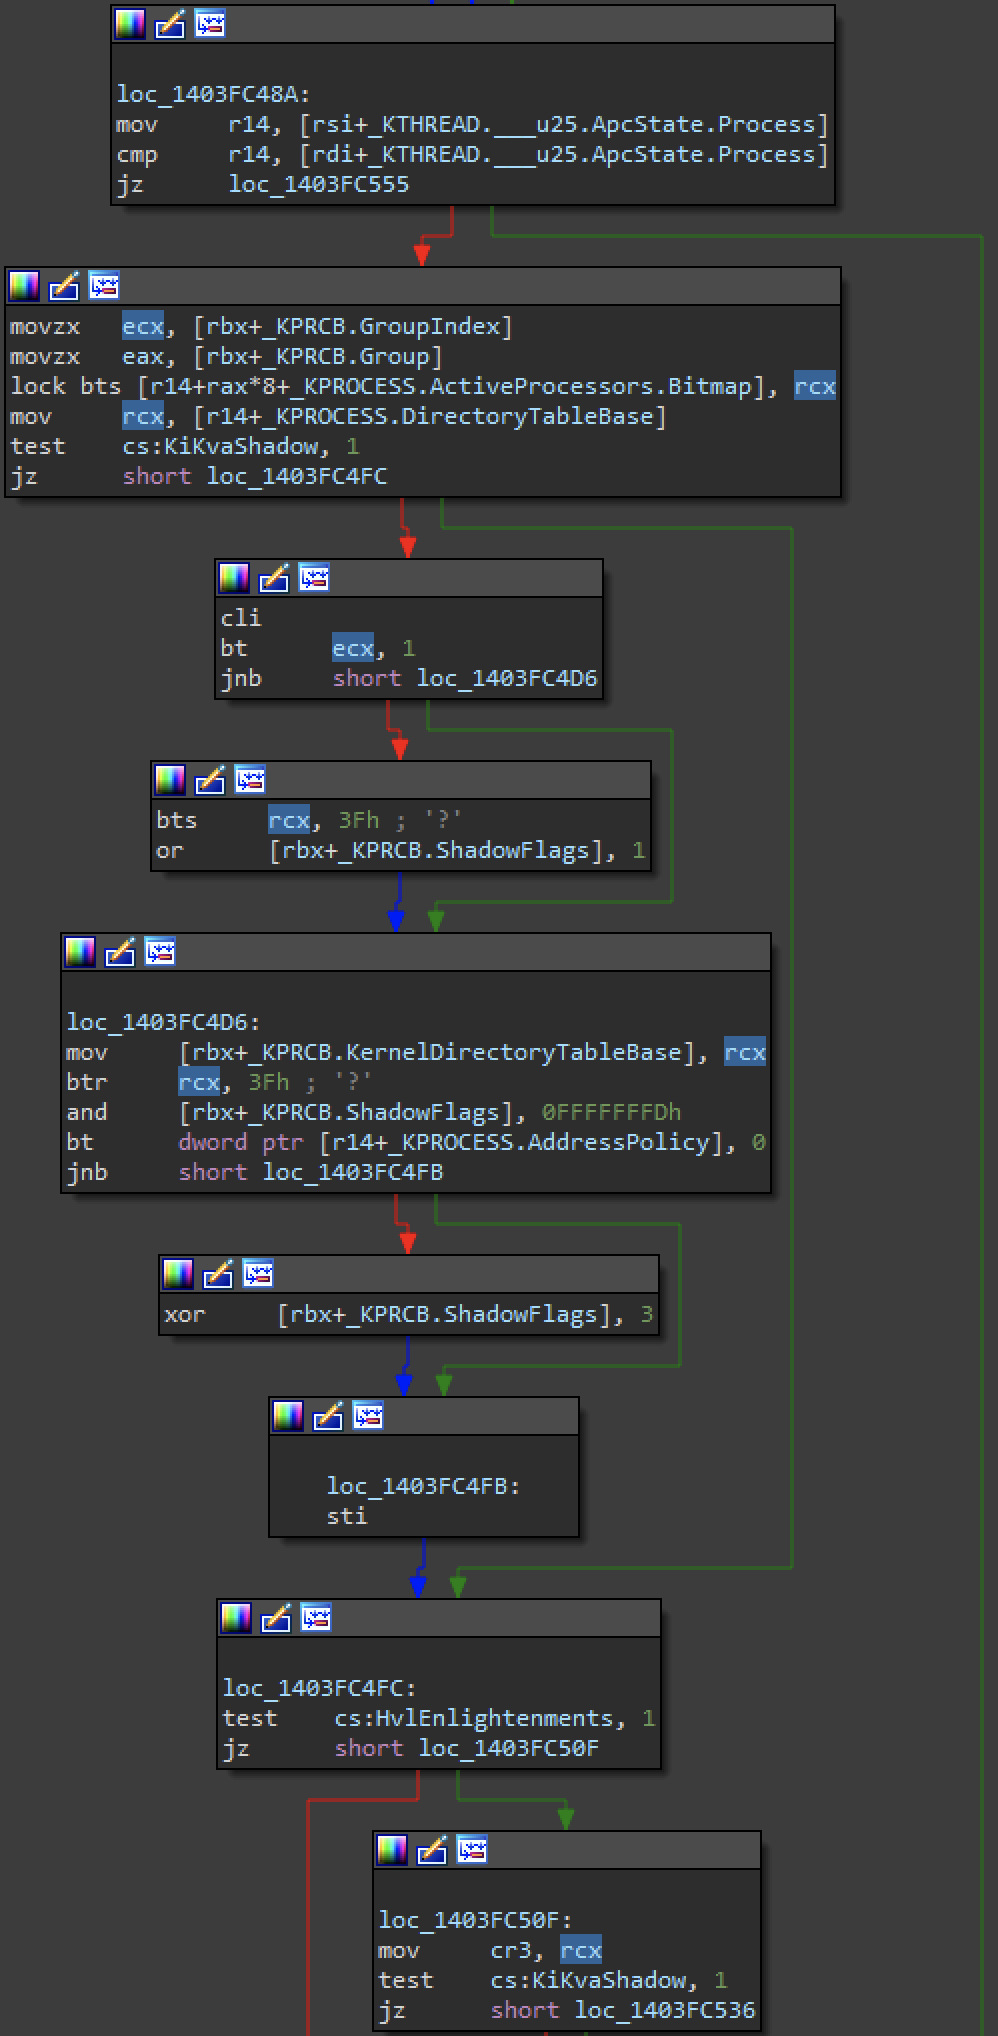 loc_1403FC48A:
mov r14, [rsi+_KTHREAD.___u25.ApcState.Process]
cmp r14, [rdi+_KTHREAD.___u25.ApcState.Process]
jz loc_1403FC555
movzx ecx, [rbx+_KPRCB.GroupIndex]
movzx eax, [rbx+_KPRCB.Group]
lock bts [r14+rax*8+_KPROCESS.ActiveProcessors.Bitmap], rcx
mov rcx, [r14+_KPROCESS.DirectoryTableBase]
test cs:KiKvaShadow, 1
jz short loc_1403FC4FC
cli
bt ecx, 1
jnb short loc_1403FC4D6
bts rcx, 3Fh ; '?'
or [rbx+_KPRCB.ShadowFlags], 1
loc_1403FC4D6:
mov [rbx+_KPRCB.KernelDirectoryTableBase], rcx
btr rcx, 3Fh ; '?'
and [rbx+_KPRCB.ShadowFlags], 0FFFFFFFDh
bt dword ptr [r14+_KPROCESS.AddressPolicy], 0
jnb short loc_1403FC4FB
xor [rbx+_KPRCB.ShadowFlags], 3
loc_1403FC4FB:
sti
loc_1403FC4FC:
test cs:HvlEnlightenments, 1
jz short loc_1403FC50F
loc_1403FC50F:
mov cr3, rcx
test cs:KiKvaShadow, 1
jz short loc_1403FC536